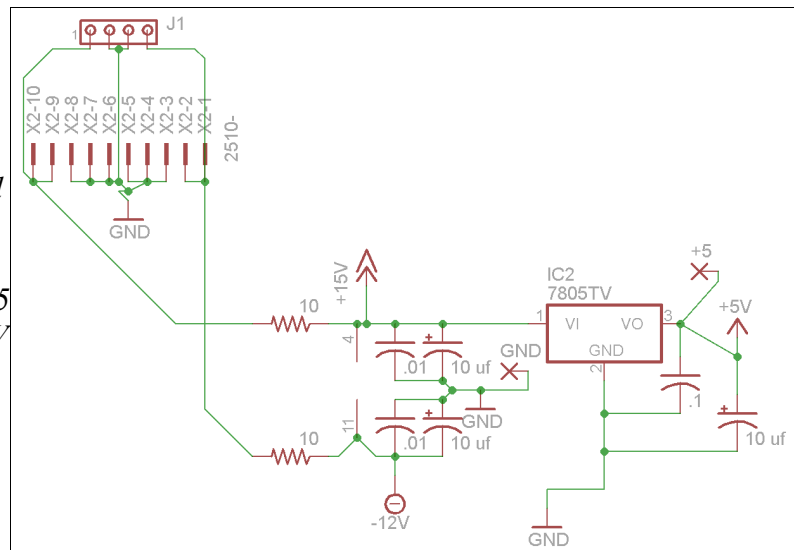 J1
1
X2-10
X2-9
X2-8
X2-7
X2-6
X2-5
X2-4
X2-3
X2-2
X2-1
2510-
GND
5
+15V
10
4
.01
10 uf
GND
IC2
7805TV
1
VI
VO
3
GND
2
+5
+5V
.1
10 uf
10
11
.01
10 uf
GND
-12V
GND